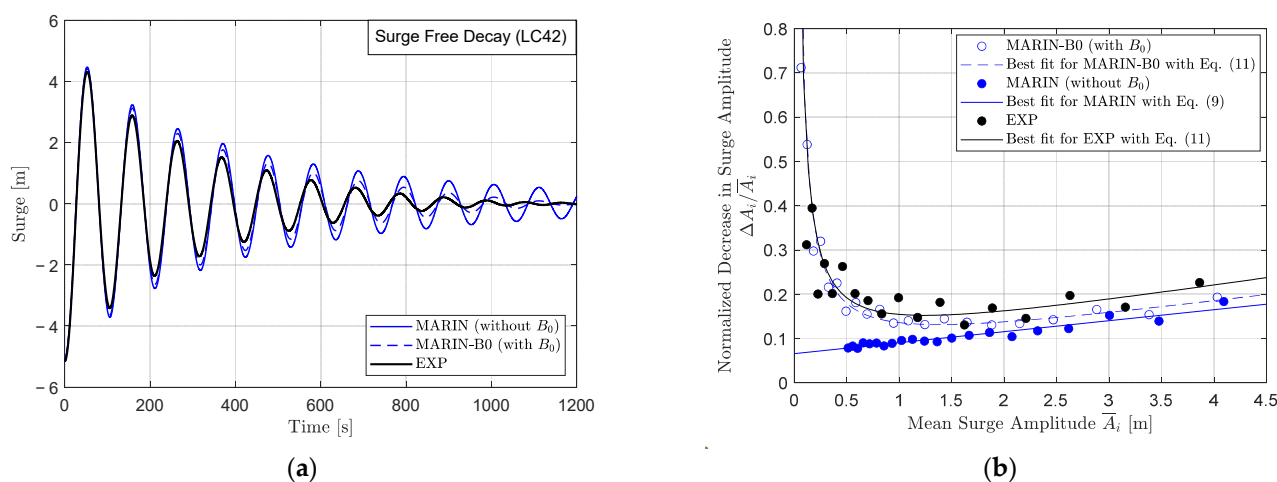 Surge Free Decay (LC42)
Surge [m]
6
4
2
0
−2
−4
−6
MARIN (without B₀)
MARIN-B0 (with B₀)
EXP
0 200 400 600 800 1000 1200
Time [s]
(a)
Normalized Decrease in Surge Amplitude
ΔAᵢ/A̅ᵢ
0.8
0.7
0.6
0.5
0.4
0.3
0.2
0.1
0
MARIN-B0 (with B₀)
Best fit for MARIN-B0 with Eq. (11)
MARIN (without B₀)
Best fit for MARIN with Eq. (9)
EXP
Best fit for EXP with Eq. (11)
0 0.5 1 1.5 2 2.5 3 3.5 4 4.5
Mean Surge Amplitude A̅ᵢ [m]
(b)